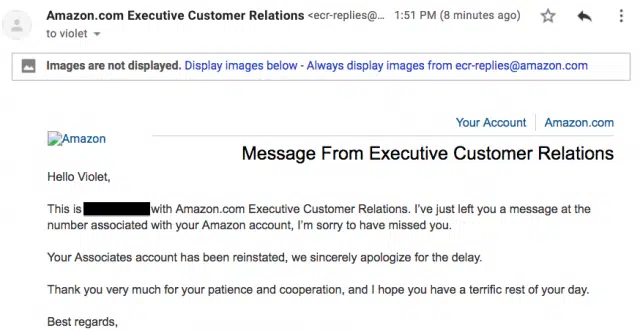 Amazon.com Executive Customer Relations <ecr-replies@... 1:51 PM (8 minutes ago)
to violet
Images are not displayed. Display images below - Always display images from ecr-replies@amazon.com
Your Account Amazon.com
Amazon
Message From Executive Customer Relations
Hello Violet,
This is with Amazon.com Executive Customer Relations. I've just left you a message at the
number associated with your Amazon account, I'm sorry to have missed you.
Your Associates account has been reinstated, we sincerely apologize for the delay.
Thank you very much for your patience and cooperation, and I hope you have a terrific rest of your day.
Best regards,